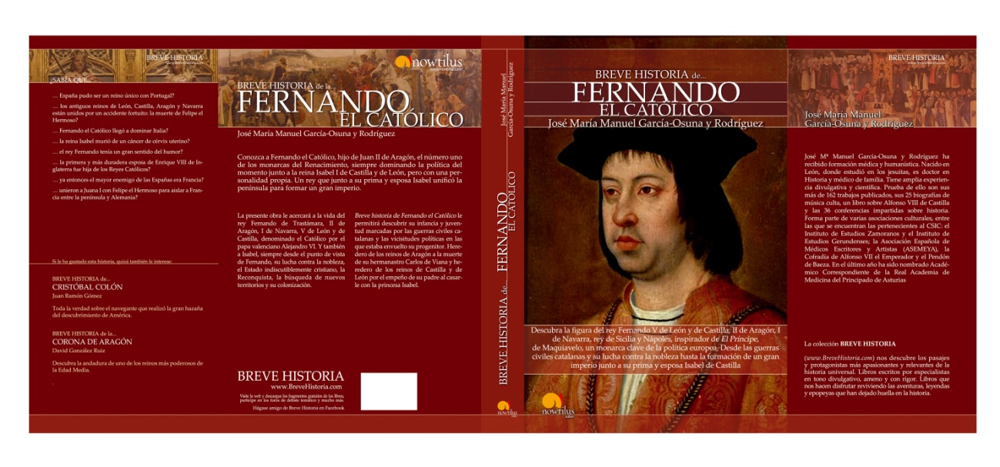 BREVE HISTORIA
SABÍA QUE...
… España pudo ser un reino único con Portugal?
… los antiguos reinos de León, Castilla, Aragón y Navarra
están unidos por un accidente fortuito: la muerte de Felipe el
Hermoso?
… Fernando el Católico llegó a dominar Italia?
… la reina Isabel murió de un cáncer de cérvix uterino?
… el rey Fernando tenía un gran sentido del humor?
… la primera y más duradera esposa de Enrique VIII de In-
glaterra fue hija de los Reyes Católicos?
… ya entonces el mayor enemigo de las Españas era Francia?
… unieron a Juana I con Felipe el Hermoso para aislar a Fran-
cia entre la península y Alemania?
Si le ha gustado esta historia, quizá también le interese:
BREVE HISTORIA de...
CRISTÓBAL COLÓN
Juan Ramón Gómez
Toda la verdad sobre el navegante que realizó la gran hazaña
del descubrimiento de América.
BREVE HISTORIA de la...
CORONA DE ARAGÓN
David González Ruiz
Descubra la andadura de uno de los reinos más poderosos de
la Edad Media.
.
nowtilus
www.nowtilus.com
BREVE HISTORIA de la...
FERNANDO
EL CATÓLICO
José María Manuel García-Osuna y Rodríguez
Conozca a Fernando el Católico, hijo de Juan II de Aragón, el número uno
de los monarcas del Renacimiento, siempre dominando la política del
momento junto a la reina Isabel I de Castilla y de León, pero con una per-
sonalidad propia. Un rey que junto a su prima y esposa Isabel unificó la
península para formar un gran imperio.
La presente obra le acercará a la vida del
rey Fernando de Trastámara, II de
Aragón, I de Navarra, V de León y de
Castilla, denominado el Católico por el
papa valenciano Alejandro VI. Y también
a Isabel, siempre desde el punto de vista
de Fernando, su lucha contra la nobleza,
el Estado indiscutiblemente cristiano, la
Reconquista, la búsqueda de nuevos
territorios y su colonización.
Breve historia de Fernando el Católico le
permitirá descubrir su infancia y juven-
tud marcadas por las guerras civiles ca-
talanas y las vicisitudes políticas en las
que estaba envuelto su progenitor. Here-
dero de los reinos de Aragón a la muerte
de su hermanastro Carlos de Viana y he-
redero de los reinos de Castilla y de
León por el empeño de su padre al casar-
le con la princesa Isabel.
BREVE HISTORIA
www.BreveHistoria.com
Visite la web y descargue los fragmentos gratuitos de los libros,
participe en los foros de debate temático y mucho más.
Hágase amigo de Breve Historia en Facebook
José María Manuel
García-Osuna y Rodríguez
BREVE HISTORIA de...
FERNANDO
EL CATÓLICO
nowtilus
BREVE HISTORIA de...
FERNANDO
EL CATÓLICO
José María Manuel García-Osuna y Rodríguez
Descubra la figura del rey Fernando V de León y de Castilla, II de Aragón, I
de Navarra, rey de Sicilia y Nápoles, inspirador de El Príncipe,
de Maquiavelo, un monarca clave de la política europea. Desde las guerras
civiles catalanas y su lucha contra la nobleza hasta la formación de un gran
imperio junto a su prima y esposa Isabel de Castilla
nowtilus
BREVE HISTORIA
José María Manuel
García-Osuna y Rodríguez
José Mª Manuel García-Osuna y Rodríguez ha
recibido formación médica y humanística. Nacido en
León, donde estudió en los jesuitas, es doctor en
Historia y médico de familia. Tiene amplia experien-
cia divulgativa y científica. Prueba de ello son sus
más de 162 trabajos publicados, sus 25 biografías de
música culta, un libro sobre Alfonso VIII de Castilla
y las 36 conferencias impartidas sobre historia.
Forma parte de varias asociaciones culturales, entre
las que se encuentran las pertenecientes al CSIC: el
Instituto de Estudios Zamoranos y el Instituto de
Estudios Gerundenses; la Asociación Española de
Médicos Escritores y Artistas (ASEMEYA), la
Cofradía de Alfonso VII el Emperador y el Pendón
de Baeza. En el último año ha sido nombrado Acadé-
mico Correspondiente de la Real Academia de
Medicina del Principado de Asturias
La colección BREVE HISTORIA
(www.BreveHistoria.com) nos descubre los pasajes
y protagonistas más apasionantes y relevantes de la
historia universal. Libros escritos por especialistas
en tono divulgativo, ameno y con rigor. Libros que
nos hacen disfrutar reviviendo las aventuras, leyendas
y epopeyas que han dejado huella en la historia.